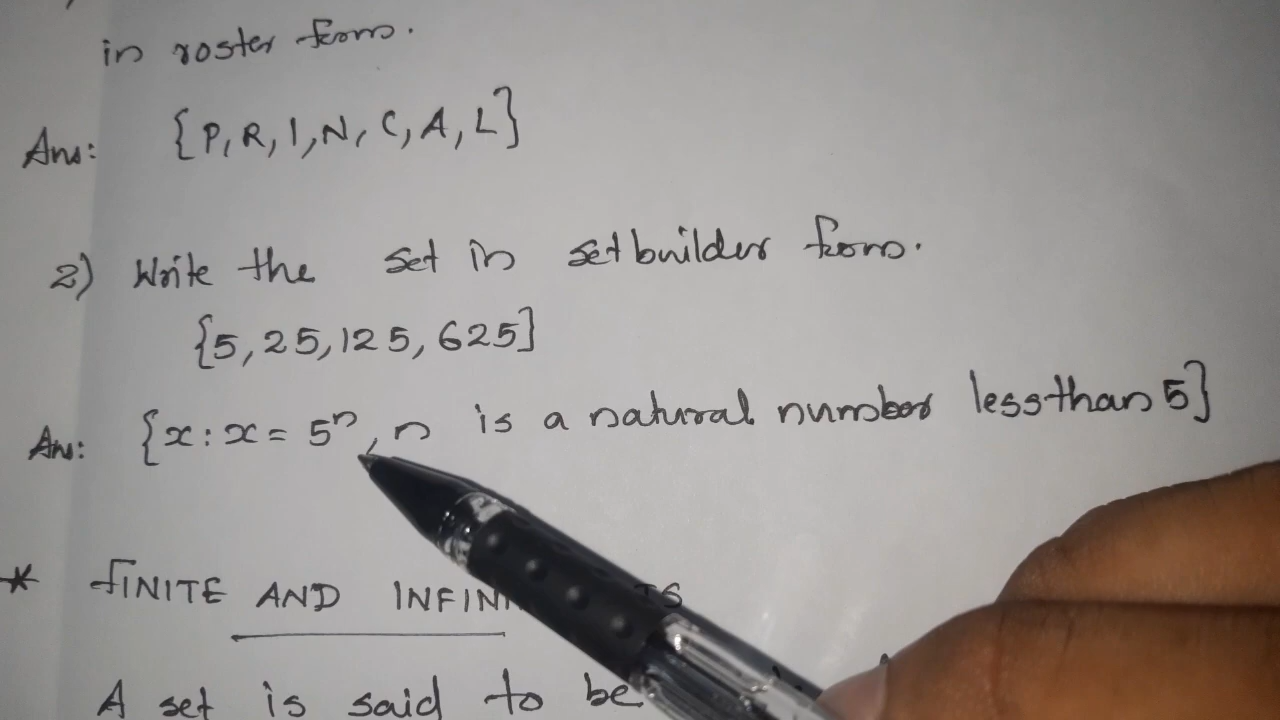 in roster form.
Ans: {P, R, I, N, C, A, L}
2) Write the set in setbuilder form.
{5, 25, 125, 625}
Ans: {x : x = 5ⁿ, n is a natural number less than 5}
* FINITE AND
A set is said to be